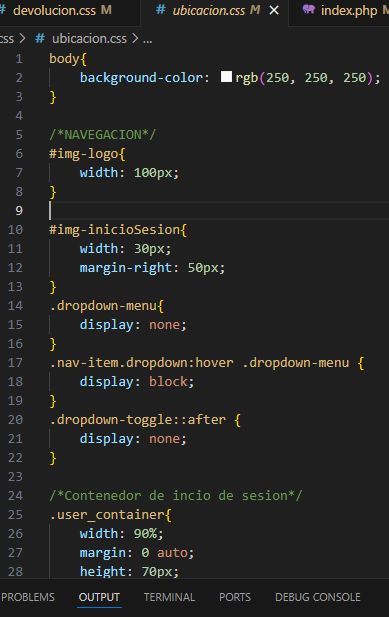 devolucion.css M
ubicacion.css M
index.php M
css > # ubicacion.css > ...
1 body{
2 background-color: rgb(250, 250, 250);
3 }
4
5 /*NAVEGACION*/
6 #img-logo{
7 width: 100px;
8 }
9
10 #img-inicioSesion{
11 width: 30px;
12 margin-right: 50px;
13 }
14 .dropdown-menu{
15 display: none;
16 }
17 .nav-item.dropdown:hover .dropdown-menu {
18 display: block;
19 }
20 .dropdown-toggle::after {
21 display: none;
22 }
23
24 /*Contenedor de incio de sesion*/
25 .user_container{
26 width: 90%;
27 margin: 0 auto;
28 height: 70px;
PROBLEMS OUTPUT TERMINAL PORTS DEBUG CONSOLE